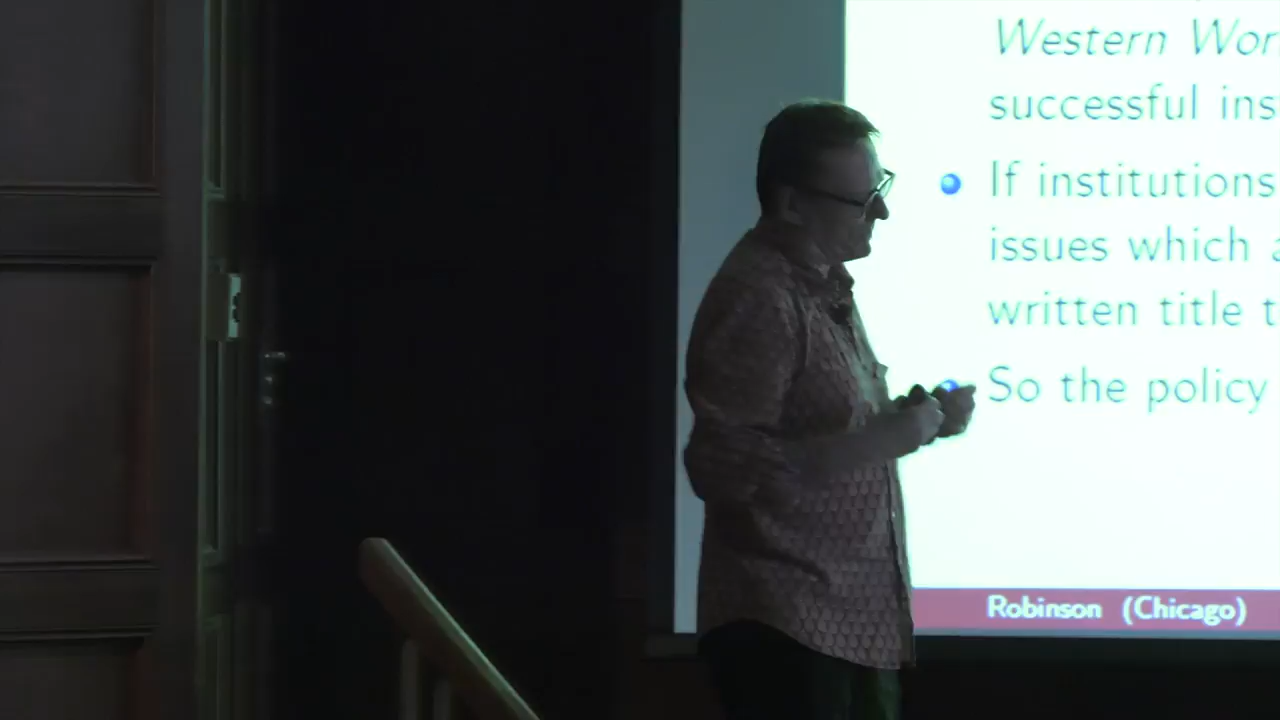 Western Wor
successful ins
If institutions
issues which a
written title t
So the policy
Robinson (Chicago)